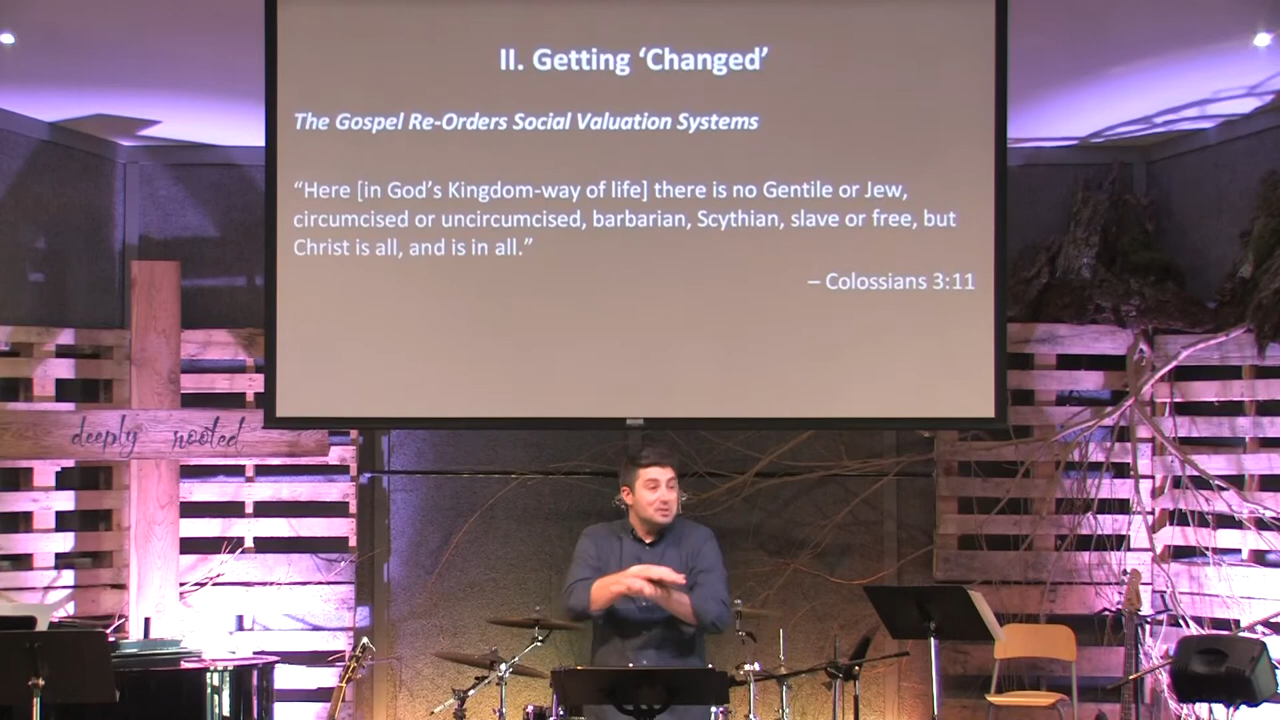 II. Getting ‘Changed’
The Gospel Re-Orders Social Valuation Systems
“Here [in God’s Kingdom-way of life] there is no Gentile or Jew,
circumcised or uncircumcised, barbarian, Scythian, slave or free, but
Christ is all, and is in all.”
– Colossians 3:11
deeply rooted